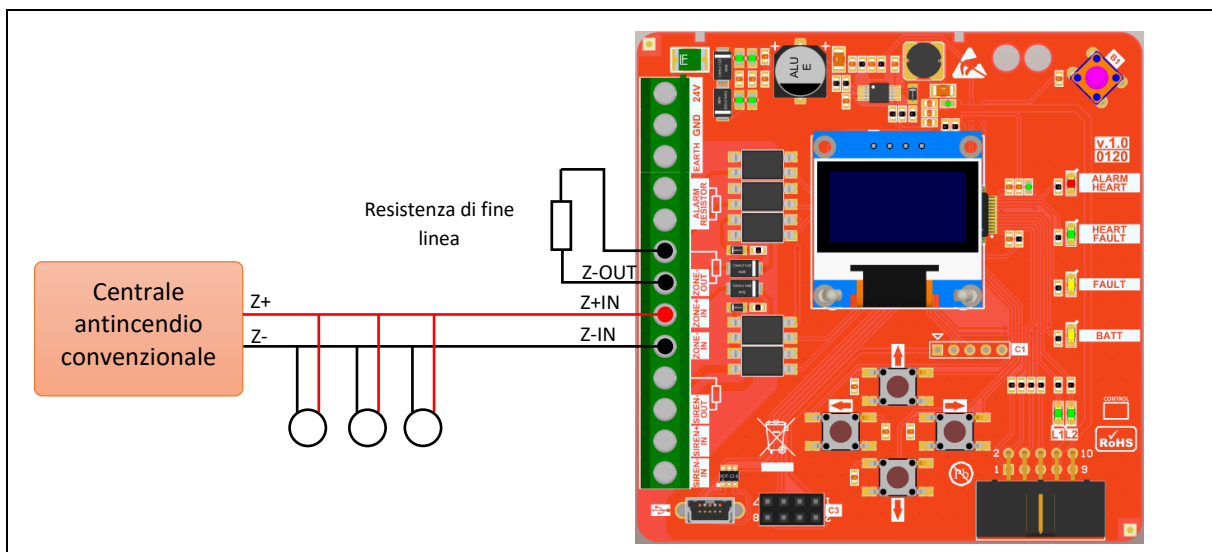 Resistenza di fine
linea
Centrale
antincendio
convenzionale
Z+
Z-
Z-OUT
Z+IN
Z-IN
24V
GND
EARTH
ALARM
RESISTOR
ZONE-
OUT
ZONE+
IN
ZONE-
IN
SIREN-
OUT
SIREN+
IN
SIREN-
IN
ALU
E
B1
v.1.0
0120
ALARM
HEART
HEART
FAULT
FAULT
BATT
C1
L1 L2
CONTROL
RoHS
Pb
2 10
1 9
C3